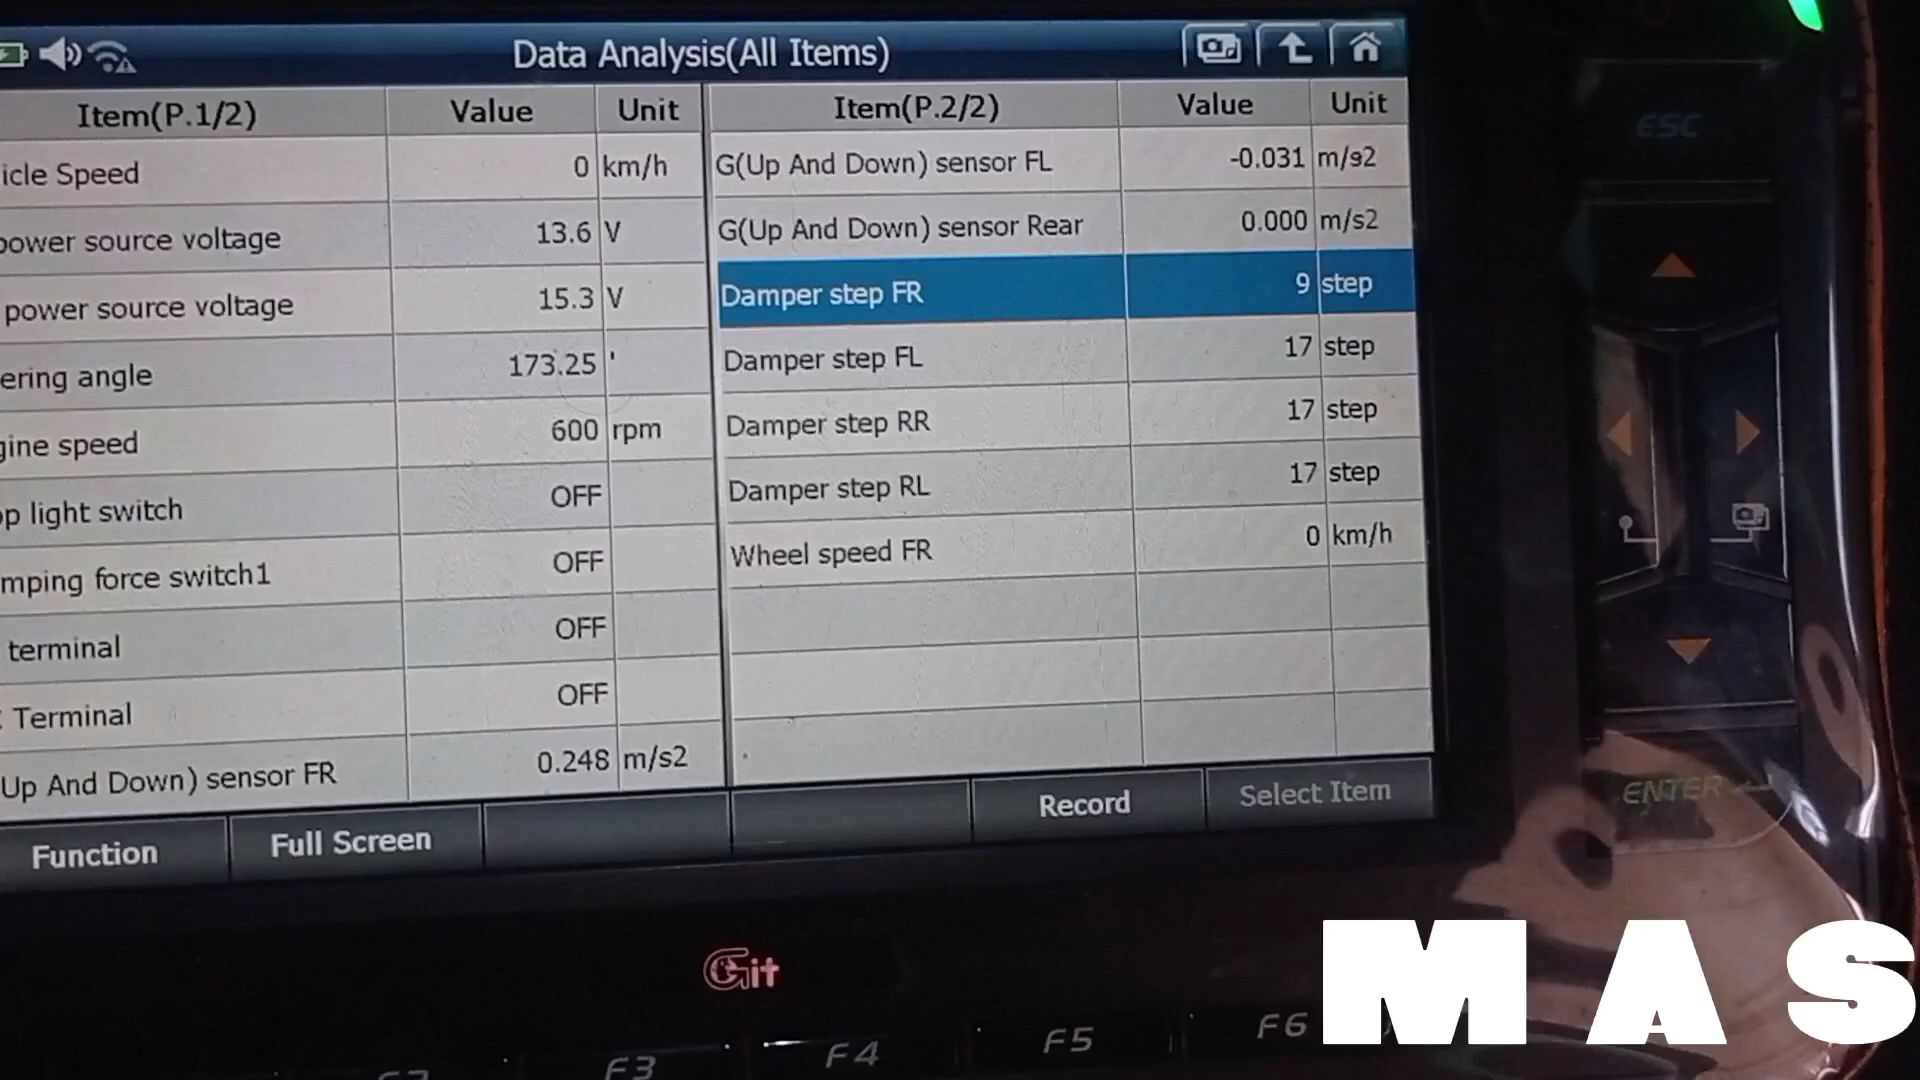 Data Analysis(All Items)
Item(P.1/2) Value Unit
icle Speed 0 km/h
power source voltage 13.6 V
power source voltage 15.3 V
ering angle 173.25 '
gine speed 600 rpm
op light switch OFF
mping force switch1 OFF
terminal OFF
Terminal OFF
Up And Down) sensor FR 0.248 m/s2
Item(P.2/2) Value Unit
G(Up And Down) sensor FL -0.031 m/s2
G(Up And Down) sensor Rear 0.000 m/s2
Damper step FR 9 step
Damper step FL 17 step
Damper step RR 17 step
Damper step RL 17 step
Wheel speed FR 0 km/h
Function Full Screen Record Select Item
ESC
ENTER
Git
F3 F4 F5 F6
MAS